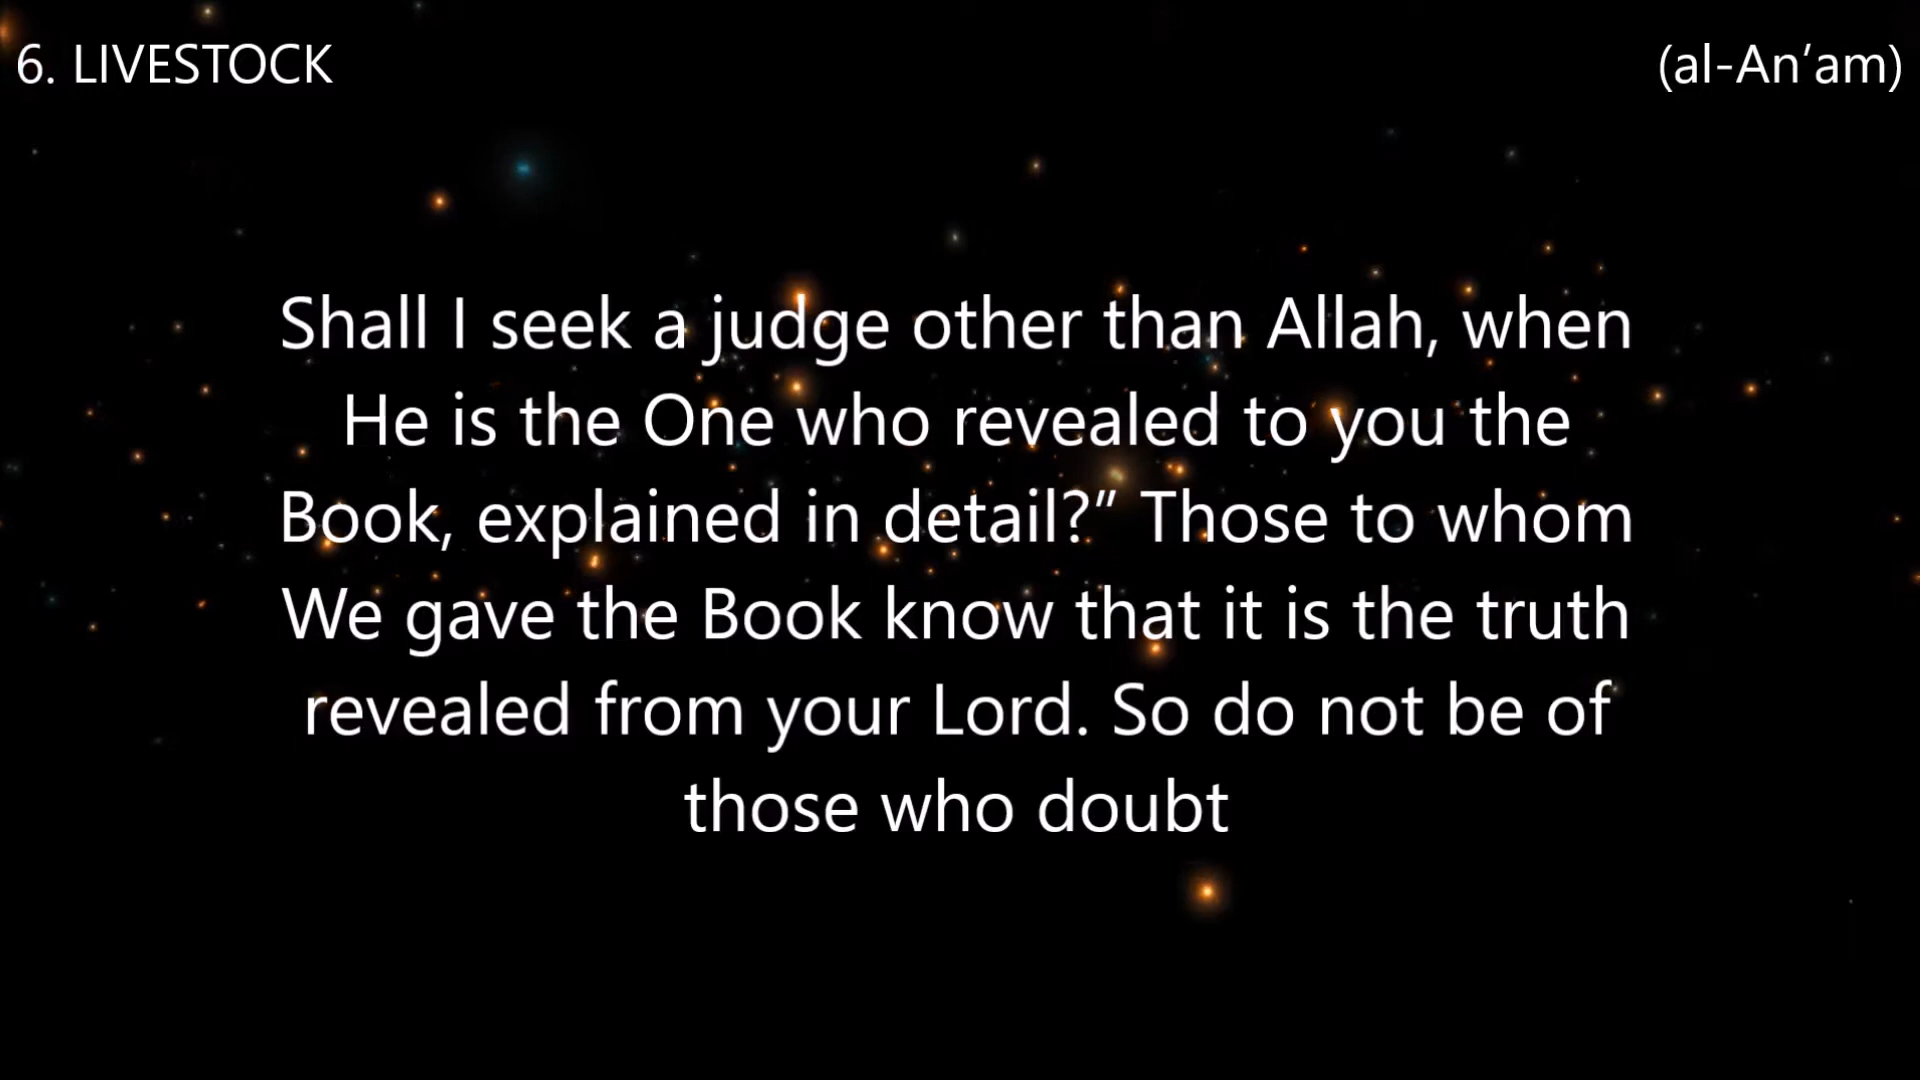 6. LIVESTOCK
(al-An’am)
Shall I seek a judge other than Allah, when
He is the One who revealed to you the
Book, explained in detail?” Those to whom
We gave the Book know that it is the truth
revealed from your Lord. So do not be of
those who doubt